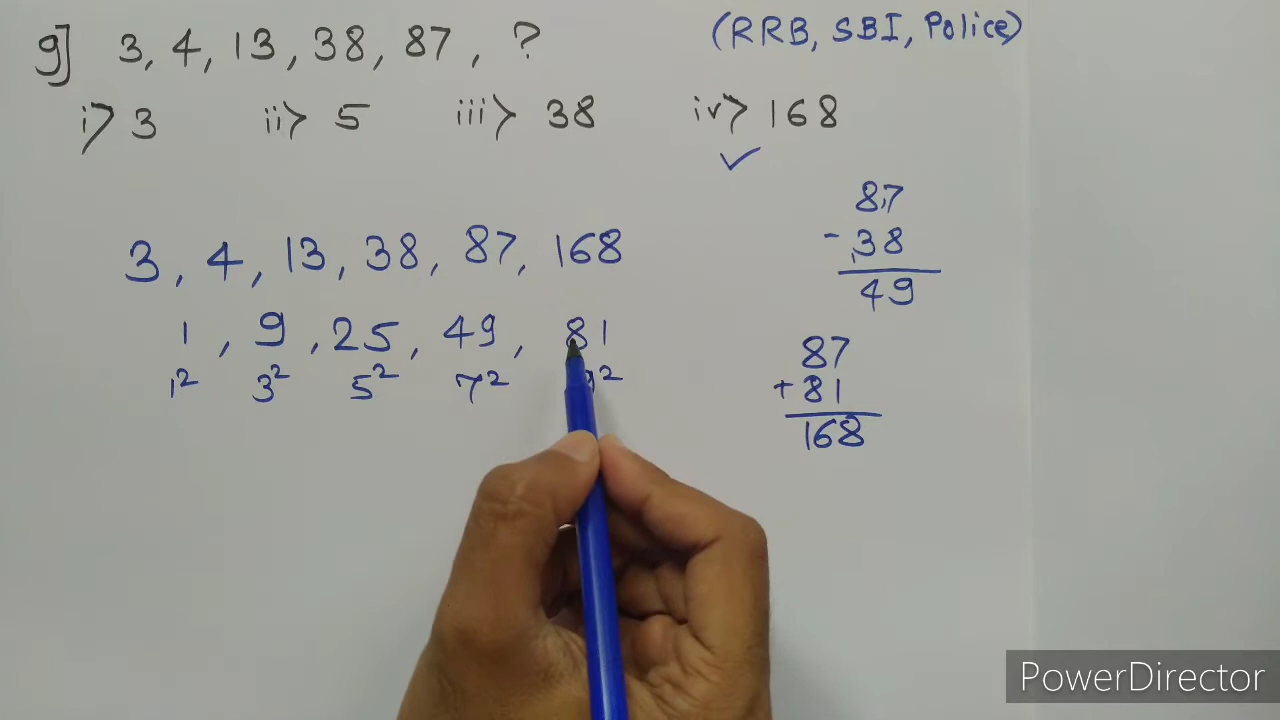 9] 3, 4, 13, 38, 87, ?
(RRB, SBI, Police)
i> 3 ii> 5 iii> 38 iv> 168
✓
3, 4, 13, 38, 87, 168
1, 9, 25, 49, 81
1² 3² 5² 7² 9²
87
- 38
49
87
+ 81
168
PowerDirector